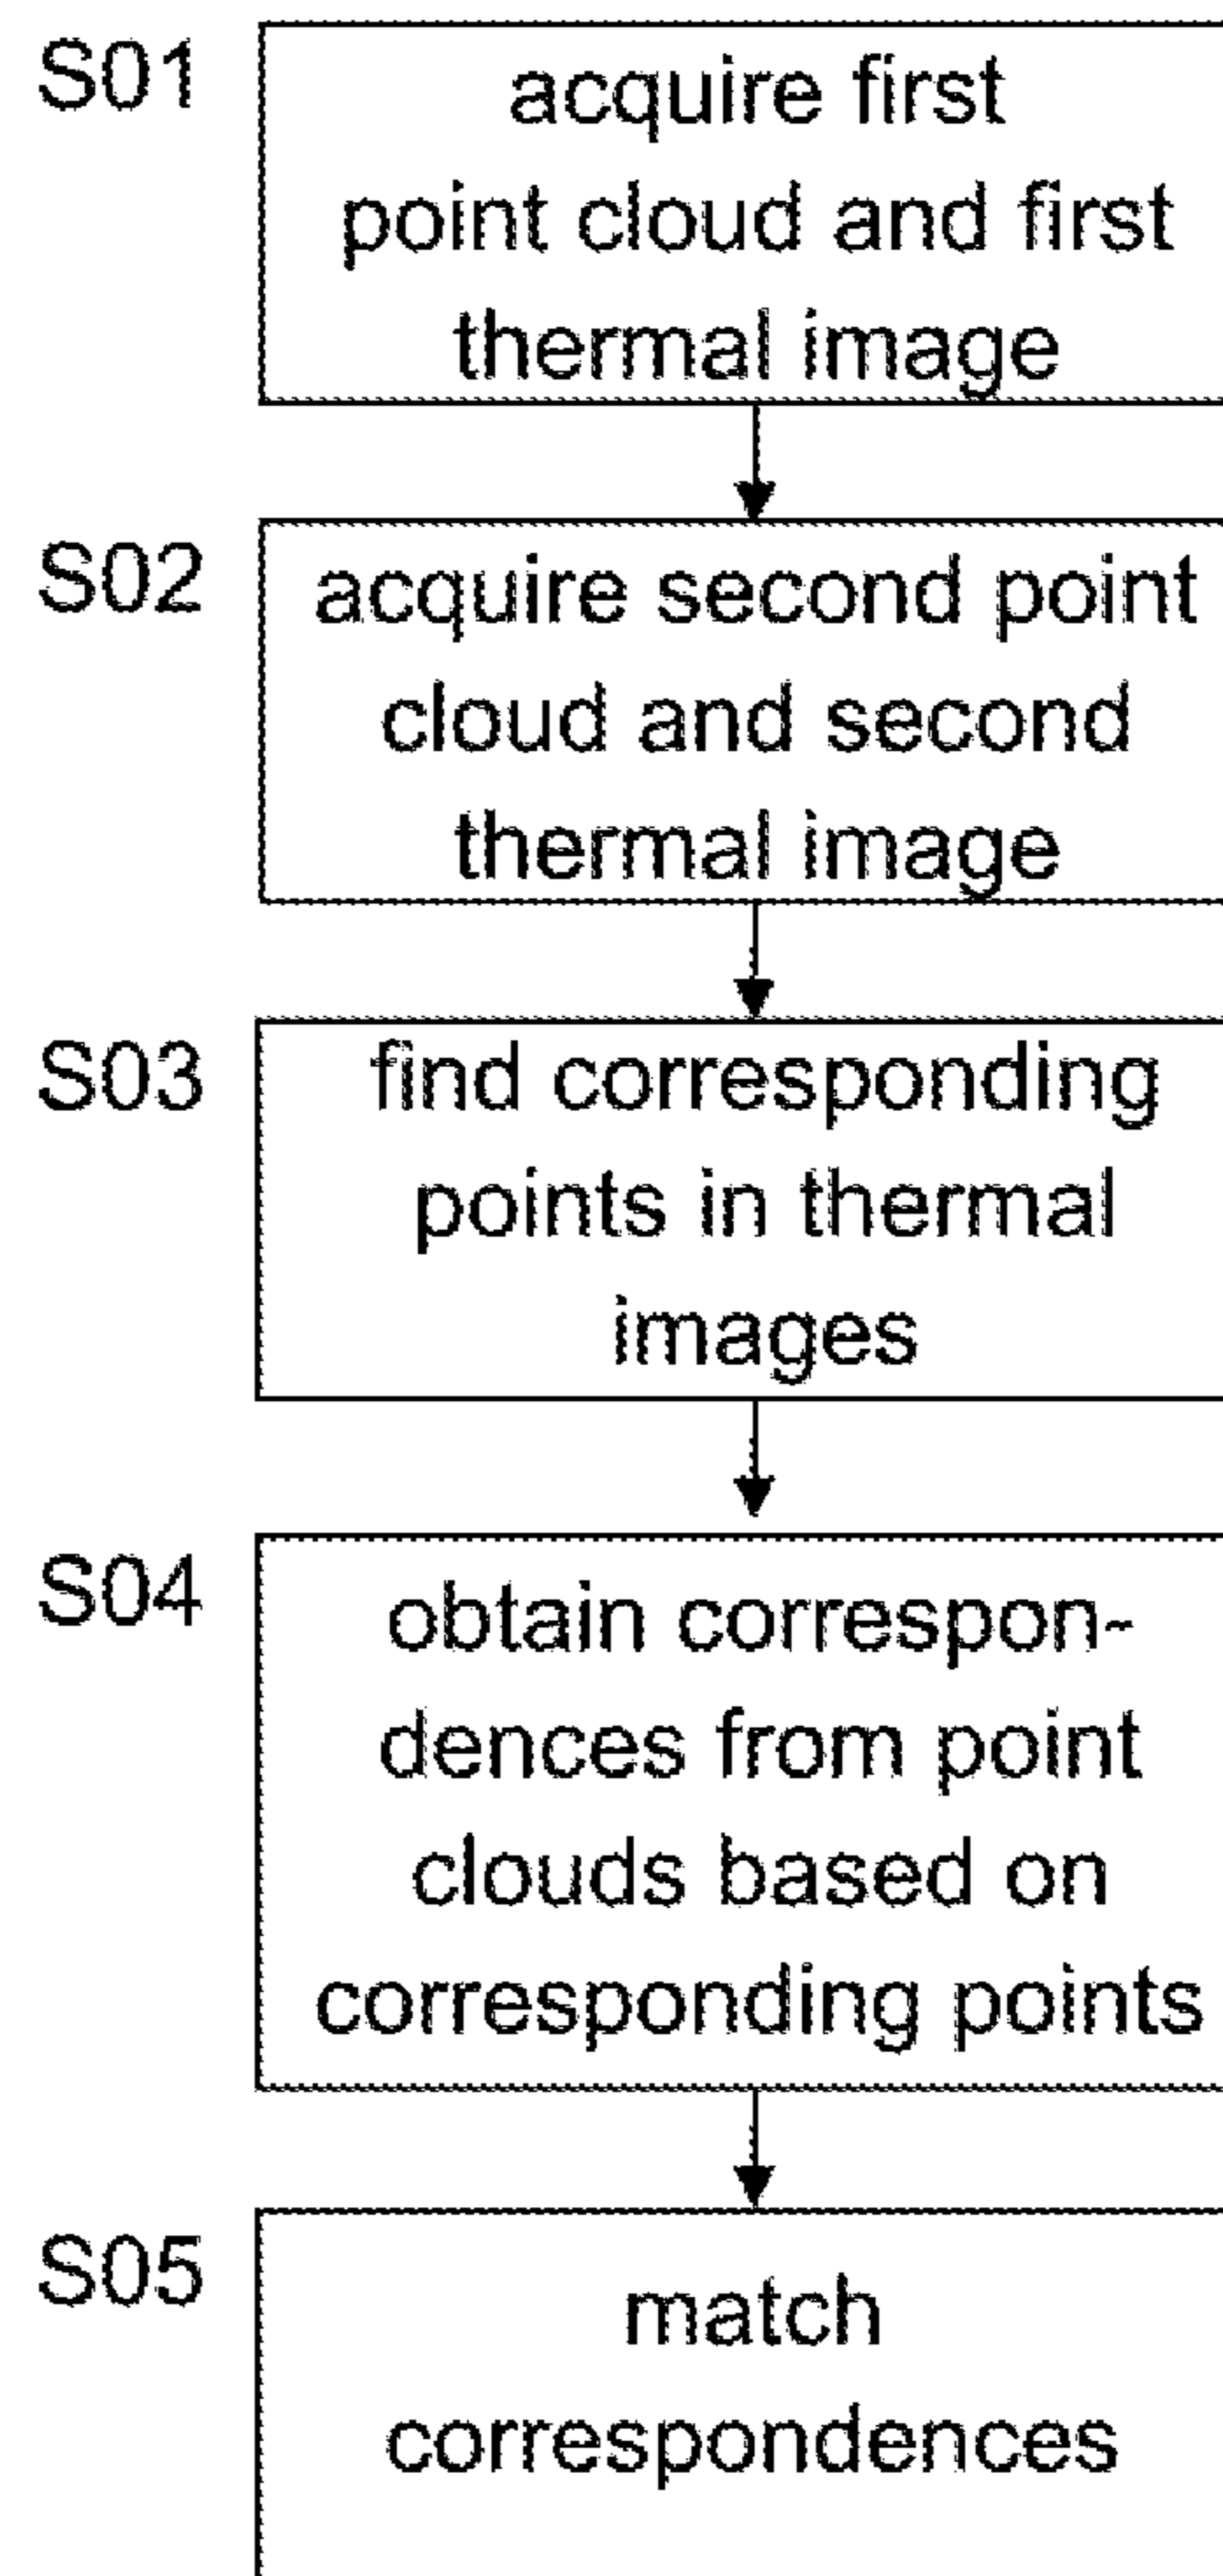 S01
acquire first
point cloud and first
thermal image
S02
acquire second point
cloud and second
thermal image
S03
find corresponding
points in thermal
images
S04
obtain correspon-
dences from point
clouds based on
corresponding points
S05
match
correspondences